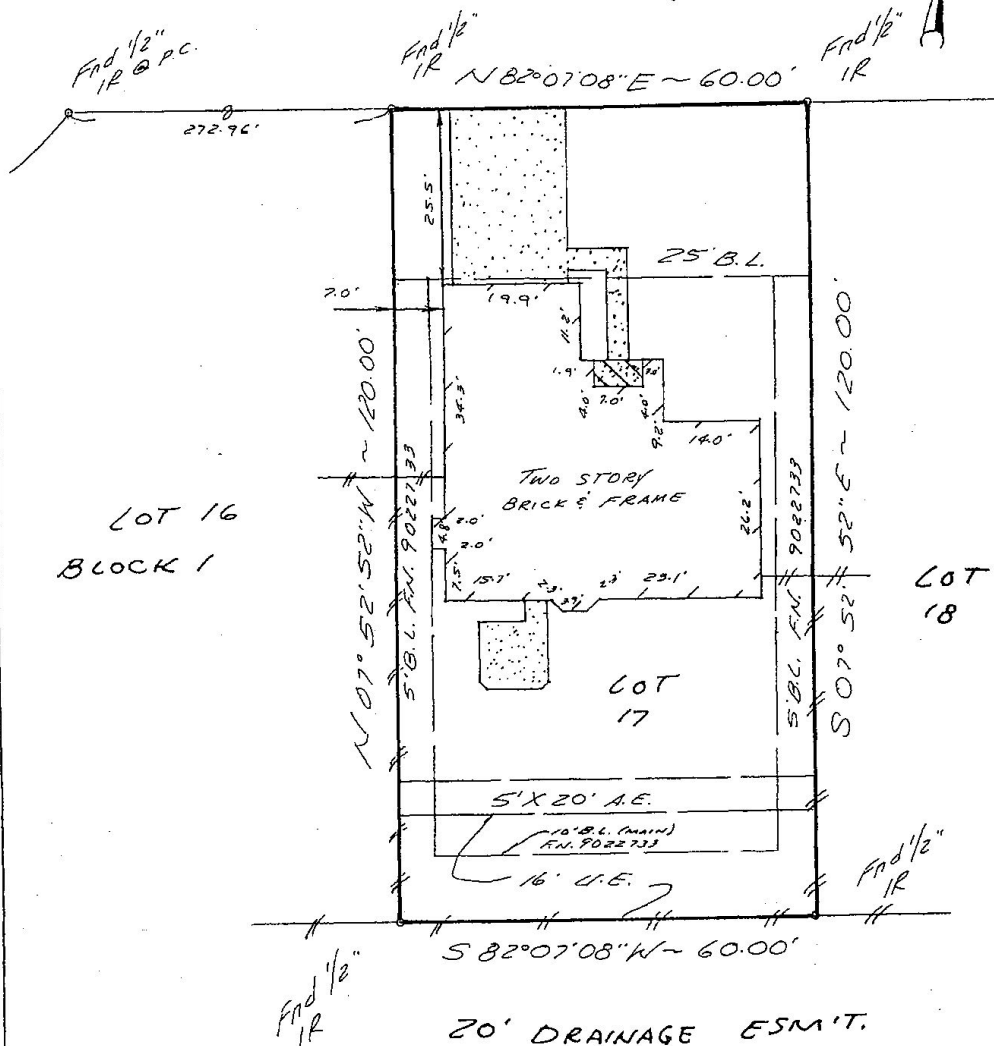 Fnd 1/2"
IR @ P.C.
Fnd 1/2"
IR
Fnd 1/2"
IR
N 82°07'08"E ~ 60.00'
272.96'
25.5'
25' B.L.
7.0'
19.9'
11.2'
1.9'
4.0'
7.0'
4.0'
9.2'
14.0'
34.3'
N 07° 52' 52" W ~ 120.00'
5' B.L. F.N. 9022733
TWO STORY
BRICK & FRAME
26.2'
5' B.L. F.N. 9022733
S 07° 52' 52" E ~ 120.00'
LOT 16
BLOCK 1
2.0'
4.8'
2.0'
7.5'
15.7'
29.1'
LOT
18
LOT
17
5' X 20' A.E.
10' B.L. (MAIN)
F.N. 9022733
16' U.E.
Fnd 1/2"
IR
S 82°07'08"W ~ 60.00'
Fnd 1/2"
IR
20' DRAINAGE ESM'T.